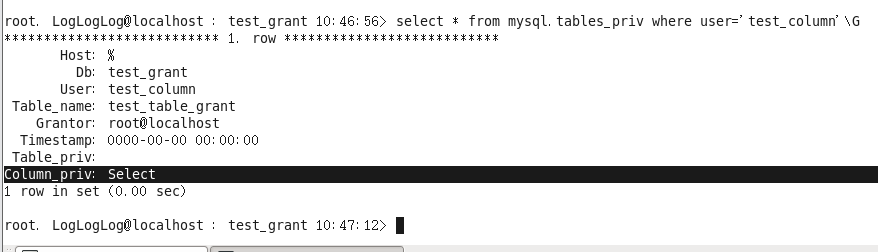 root. LogLogLog@localhost : test_grant 10:46:56> select * from mysql.tables_priv where user='test_column'\G
*************************** 1. row ***************************
Host: %
Db: test_grant
User: test_column
Table_name: test_table_grant
Grantor: root@localhost
Timestamp: 0000-00-00 00:00:00
Table_priv:
Column_priv: Select
1 row in set (0.00 sec)
root. LogLogLog@localhost : test_grant 10:47:12>